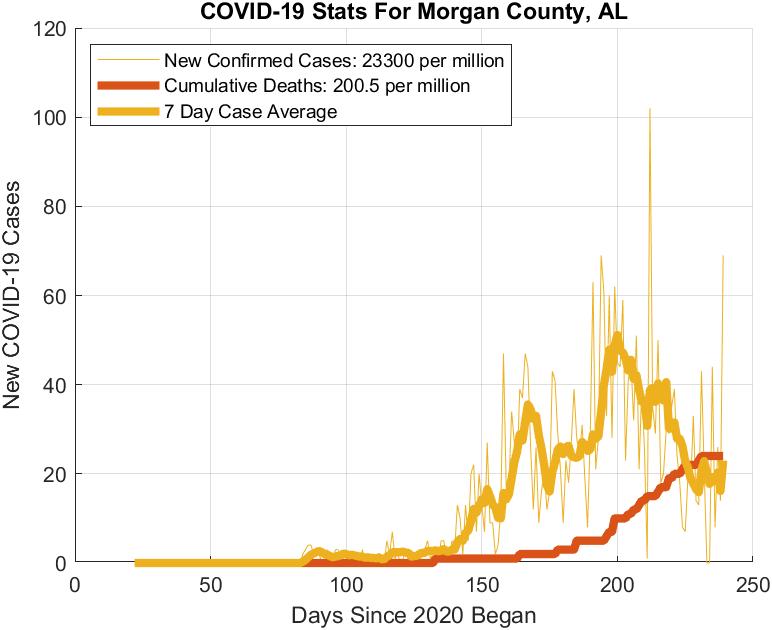 COVID-19 Stats For Morgan County, AL
New Confirmed Cases: 23300 per million
Cumulative Deaths: 200.5 per million
7 Day Case Average
New COVID-19 Cases
120
100
80
60
40
20
0
0 50 100 150 200 250
Days Since 2020 Began